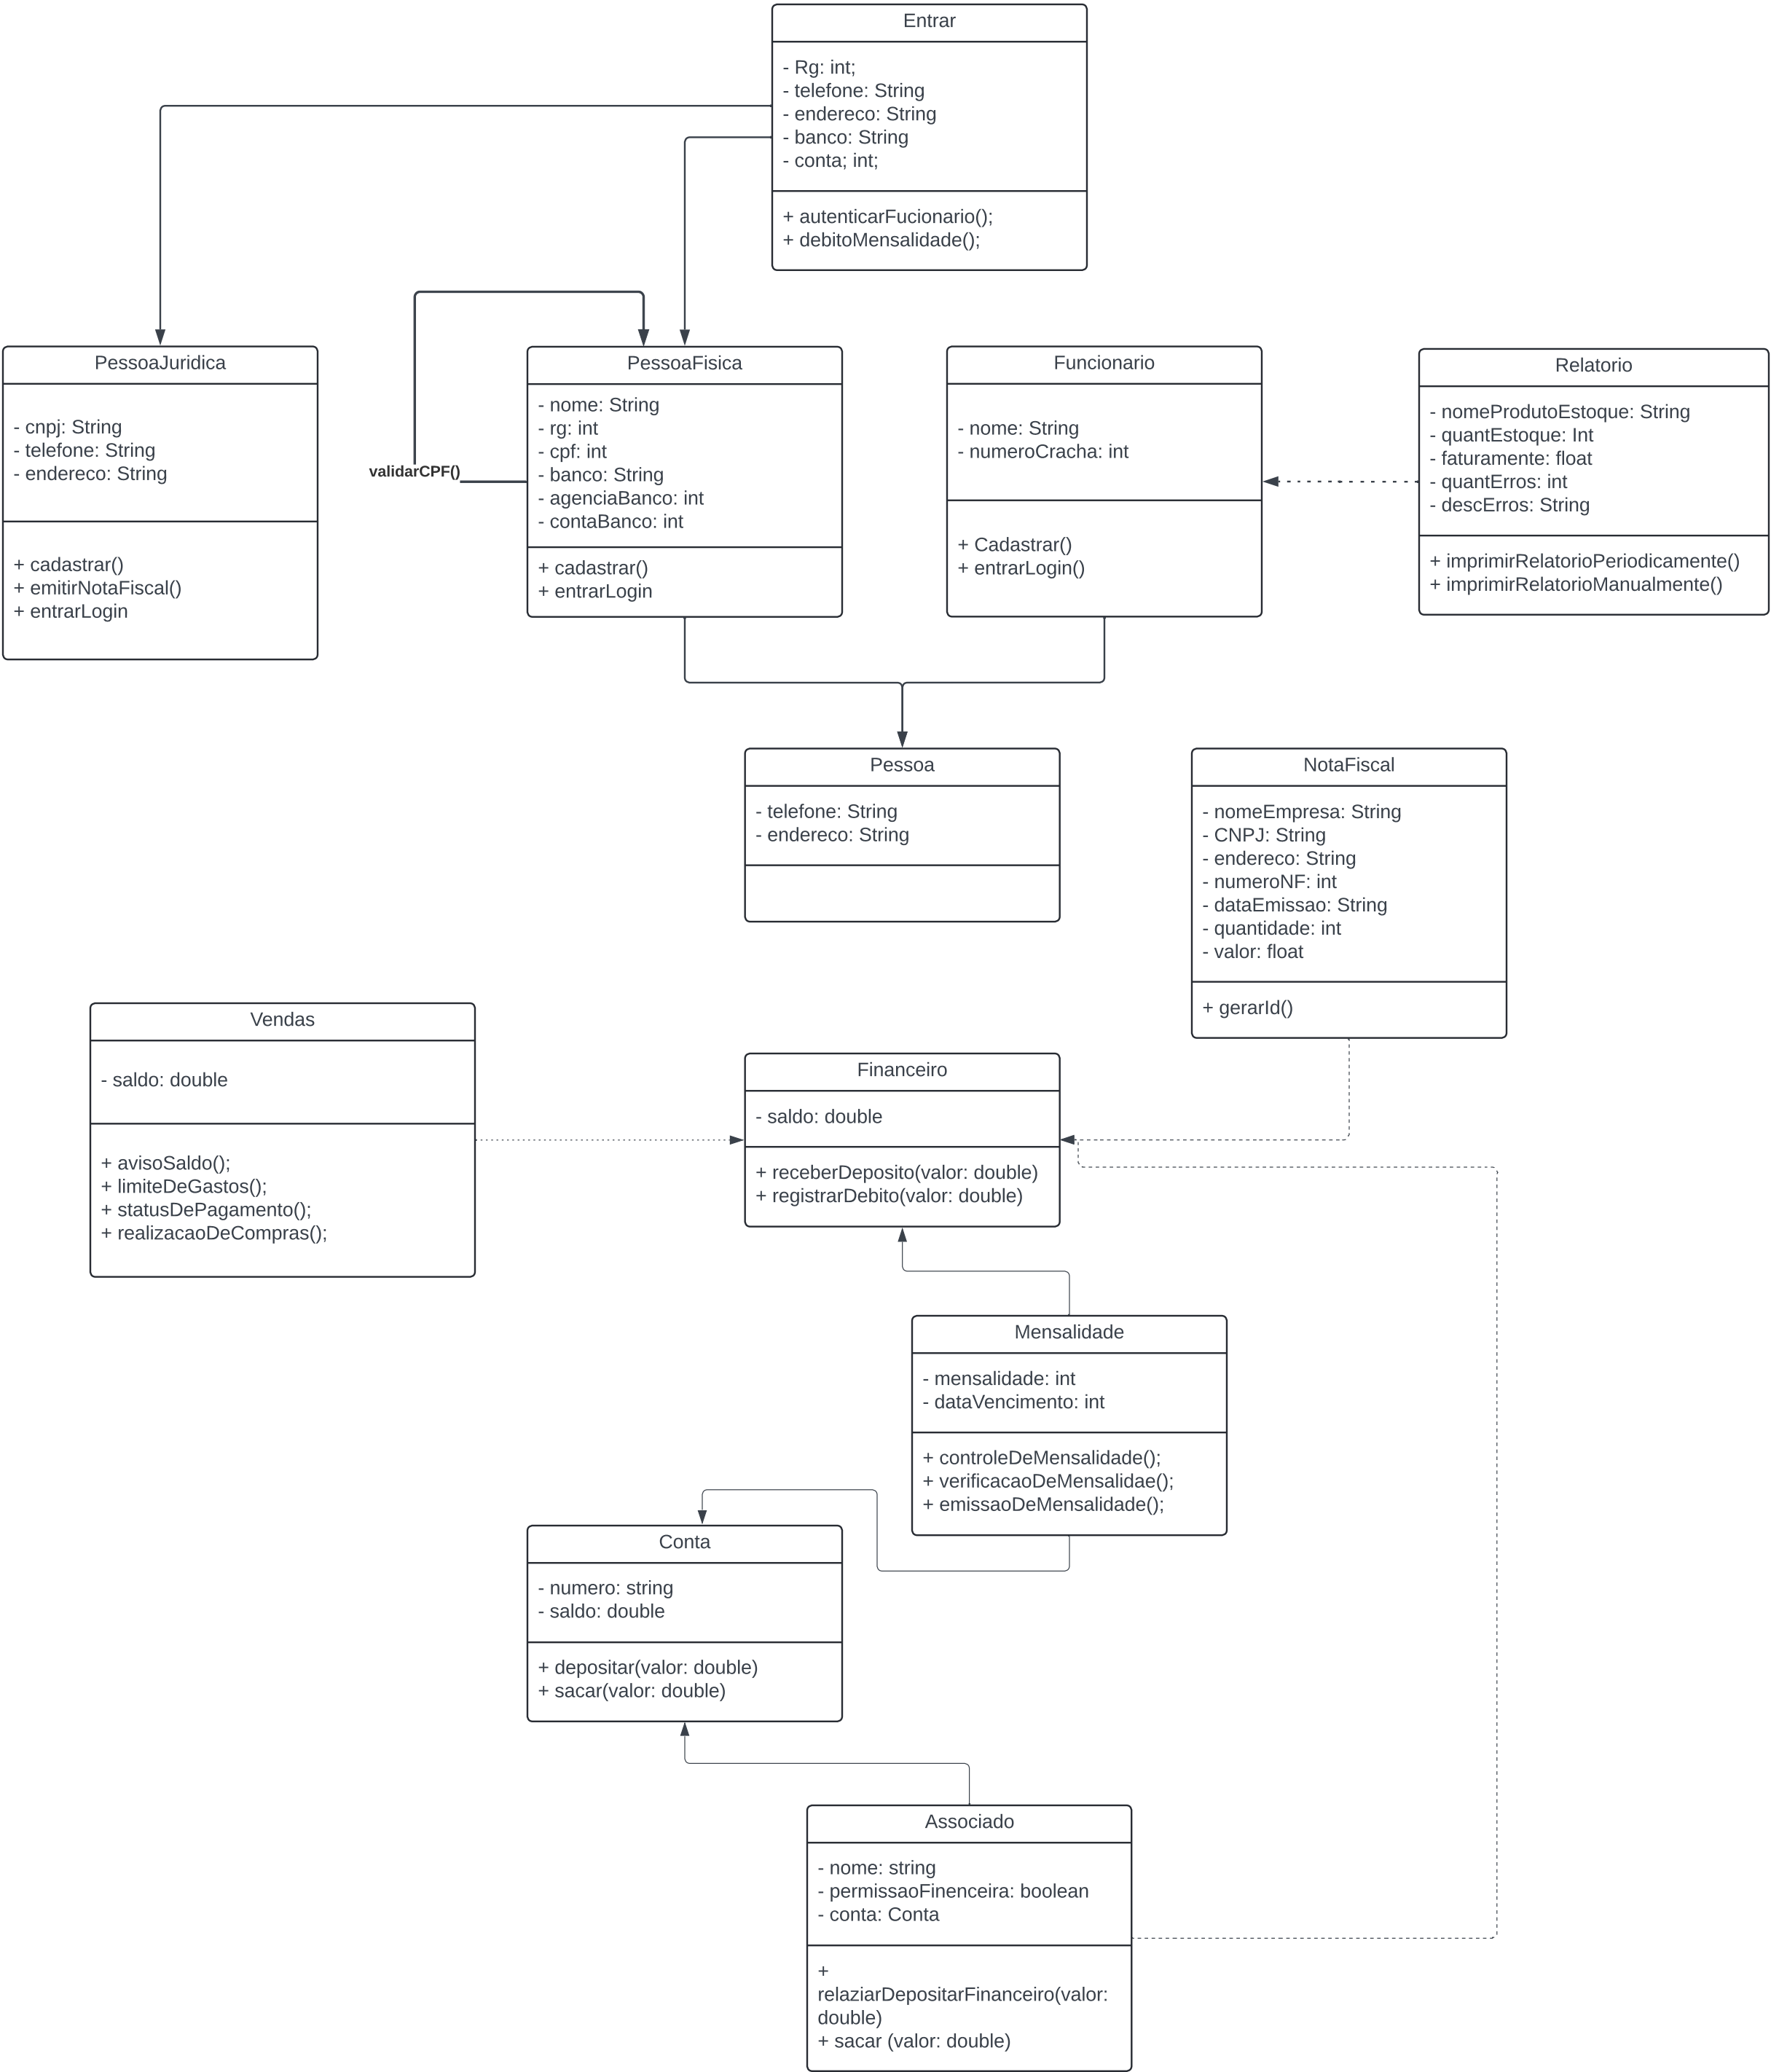 Entrar
- Rg: int;
- telefone: String
- endereco: String
- banco: String
- conta; int;
+ autenticarFucionario();
+ debitoMensalidade();
PessoaJuridica
- cnpj: String
- telefone: String
- endereco: String
+ cadastrar()
+ emitirNotaFiscal()
+ entrarLogin
validarCPF()
PessoaFisica
- nome: String
- rg: int
- cpf: int
- banco: String
- agenciaBanco: int
- contaBanco: int
+ cadastrar()
+ entrarLogin
Funcionario
- nome: String
- numeroCracha: int
+ Cadastrar()
+ entrarLogin()
Relatorio
- nomeProdutoEstoque: String
- quantEstoque: Int
- faturamente: float
- quantErros: int
- descErros: String
+ imprimirRelatorioPeriodicamente()
+ imprimirRelatorioManualmente()
Pessoa
- telefone: String
- endereco: String
NotaFiscal
- nomeEmpresa: String
- CNPJ: String
- endereco: String
- numeroNF: int
- dataEmissao: String
- quantidade: int
- valor: float
+ gerarId()
Vendas
- saldo: double
+ avisoSaldo();
+ limiteDeGastos();
+ statusDePagamento();
+ realizacaoDeCompras();
Financeiro
- saldo: double
+ receberDeposito(valor: double)
+ registrarDebito(valor: double)
Mensalidade
- mensalidade: int
- dataVencimento: int
+ controleDeMensalidade();
+ verificacaoDeMensalidae();
+ emissaoDeMensalidade();
Conta
- numero: string
- saldo: double
+ depositar(valor: double)
+ sacar(valor: double)
Associado
- nome: string
- permissaoFinenceira: boolean
- conta: Conta
+
relaziarDepositarFinanceiro(valor:
double)
+ sacar (valor: double)